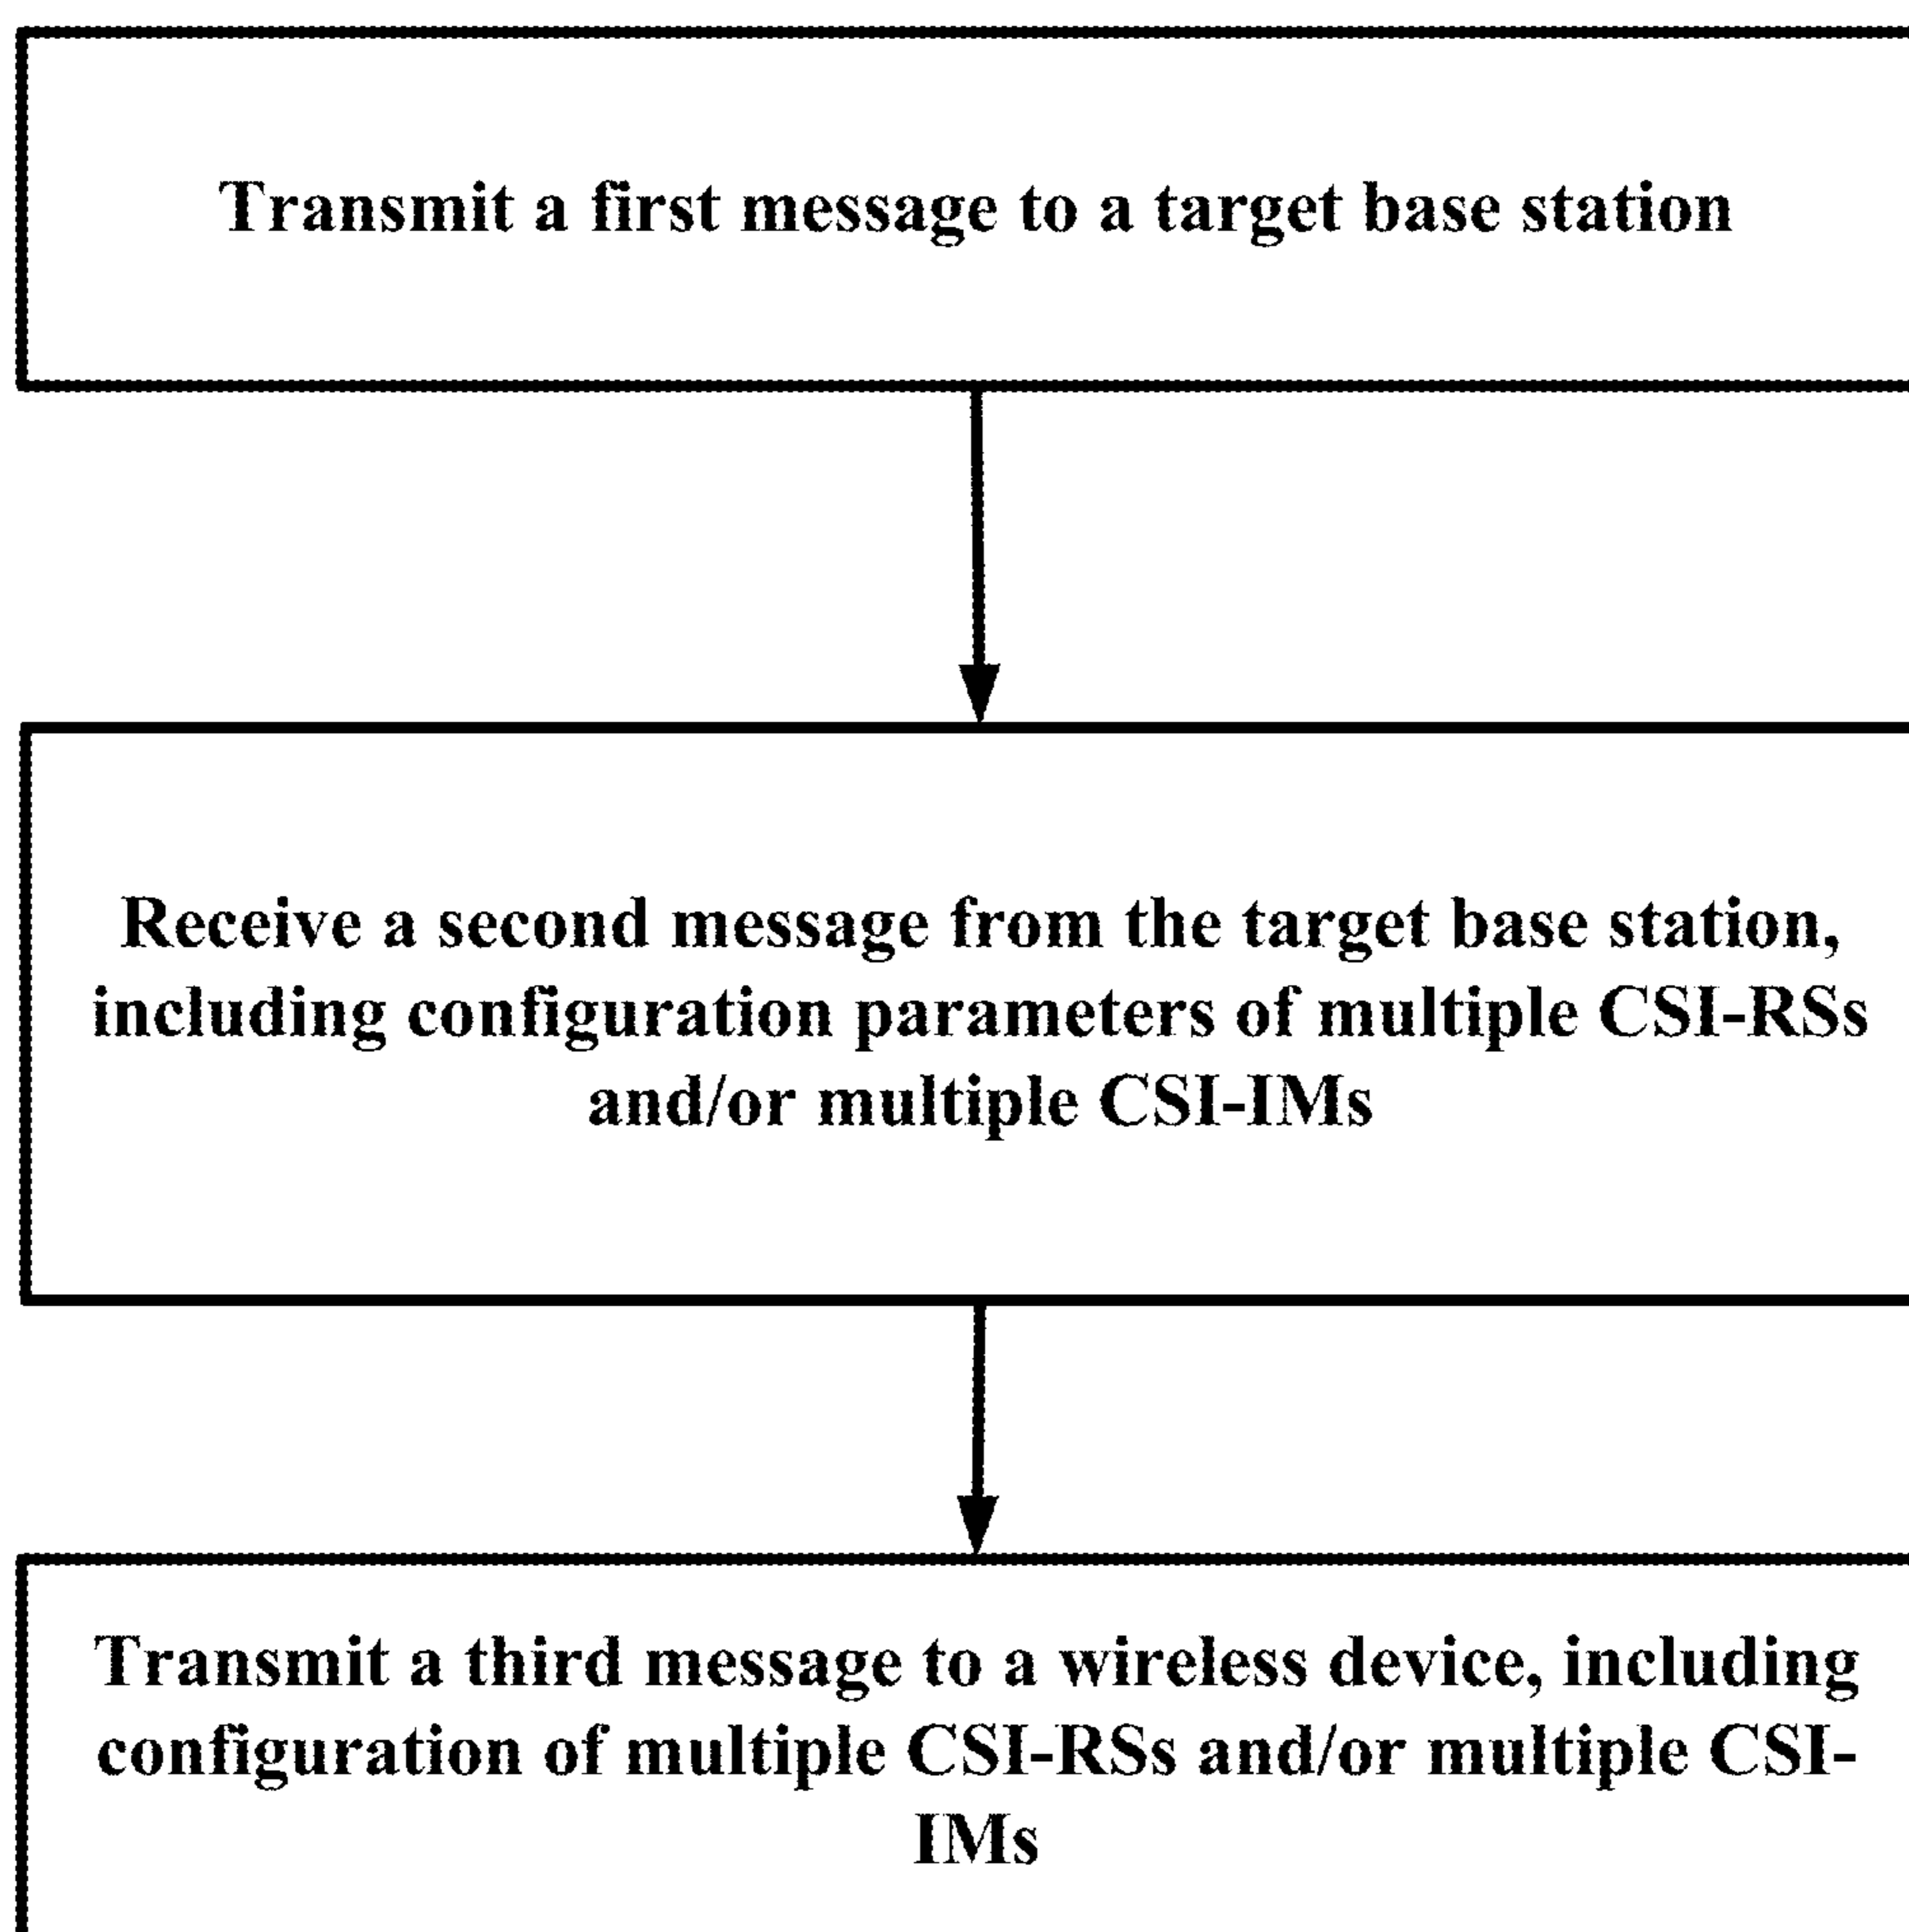 Transmit a first message to a target base station
Receive a second message from the target base station,
including configuration parameters of multiple CSI-RSs
and/or multiple CSI-IMs
Transmit a third message to a wireless device, including
configuration of multiple CSI-RSs and/or multiple CSI-
IMs